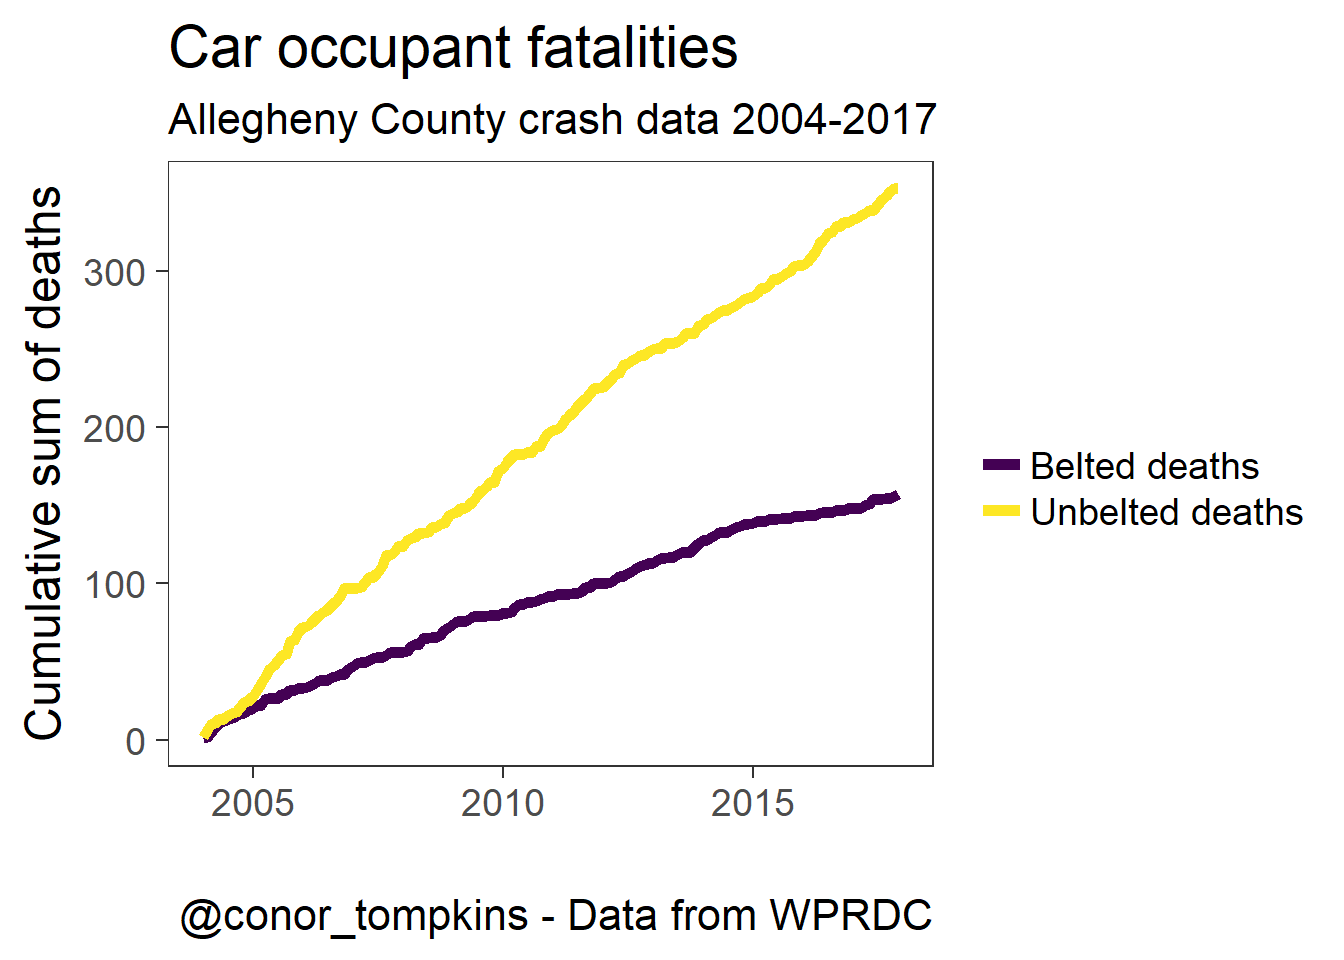 Car occupant fatalities
Allegheny County crash data 2004-2017
Cumulative sum of deaths
300
200
100
0
2005 2010 2015
Belted deaths
Unbelted deaths
@conor_tompkins - Data from WPRDC